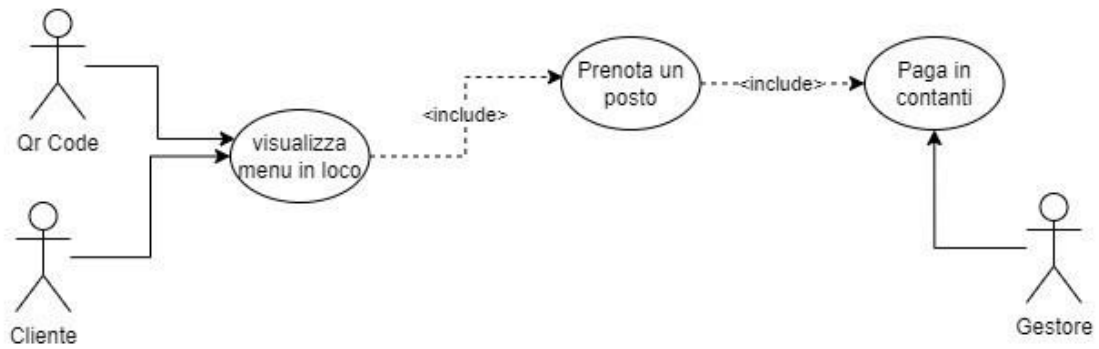 Qr Code
visualizza
menu in loco
<include>
Prenota un
posto
<include>
Paga in
contanti
Cliente
Gestore